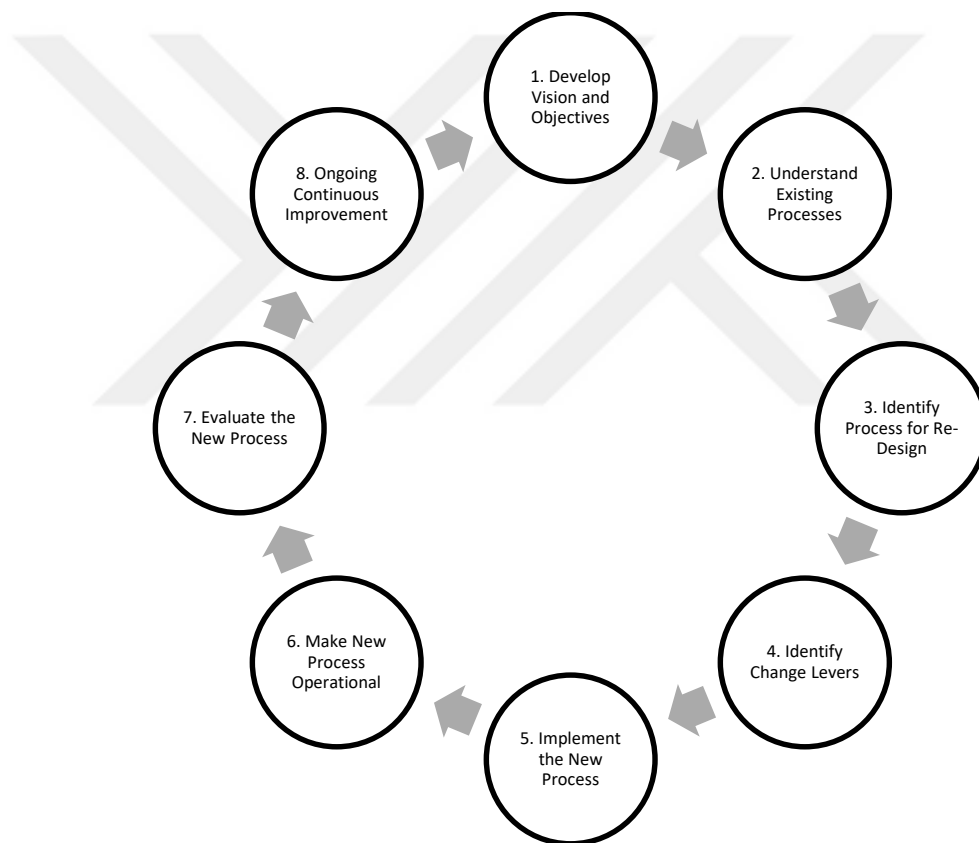 1. Develop
Vision and
Objectives
2. Understand
Existing
Processes
3. Identify
Process for Re-
Design
4. Identify
Change Levers
5. Implement
the New
Process
6. Make New
Process
Operational
7. Evaluate the
New Process
8. Ongoing
Continuous
Improvement